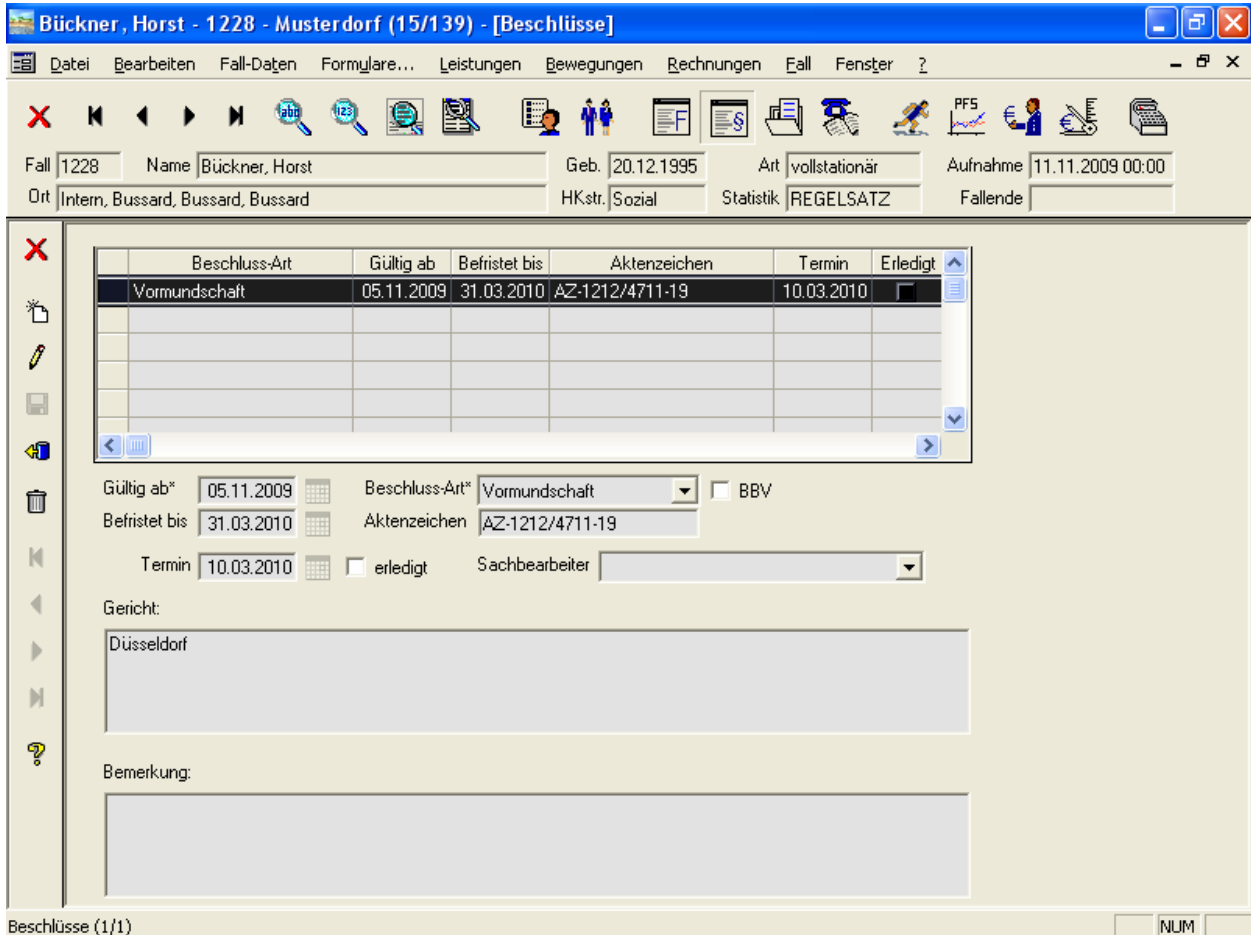 Bückner, Horst - 1228 - Musterdorf (15/139) - [Beschlüsse]
Datei Bearbeiten Fall-Daten Formulare... Leistungen Bewegungen Rechnungen Fall Fenster ?
abc 123 F § PFS € €
Fall 1228 Name Bückner, Horst Geb. 20.12.1995 Art vollstationär Aufnahme 11.11.2009 00:00
Ort Intern, Bussard, Bussard, Bussard HKstr. Sozial Statistik REGELSATZ Fallende
Beschluss-Art Gültig ab Befristet bis Aktenzeichen Termin Erledigt
Vormundschaft 05.11.2009 31.03.2010 AZ-1212/4711-19 10.03.2010
Gültig ab* 05.11.2009 Beschluss-Art* Vormundschaft BBV
Befristet bis 31.03.2010 Aktenzeichen AZ-1212/4711-19
Termin 10.03.2010 erledigt Sachbearbeiter
Gericht:
Düsseldorf
Bemerkung:
Beschlüsse (1/1) NUM